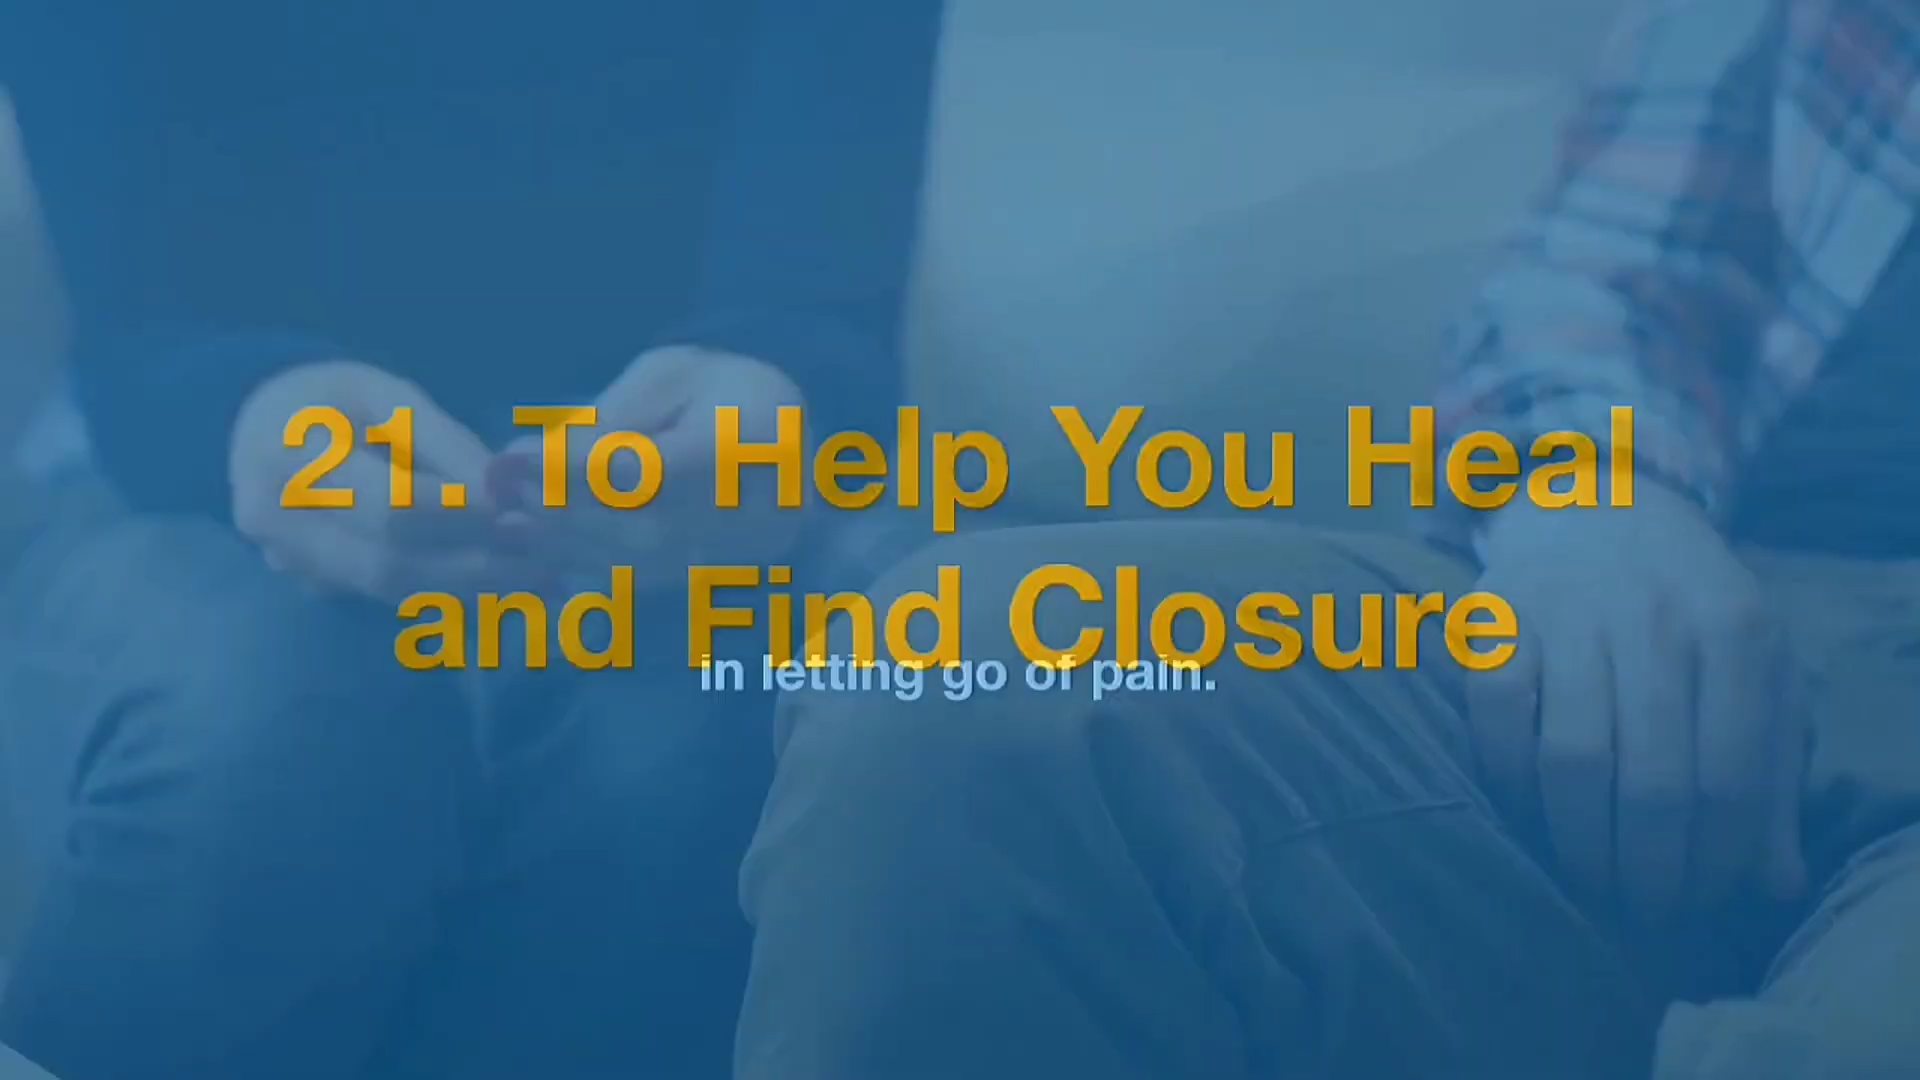 21. To Help You Heal
and Find Closure
in letting go of pain.